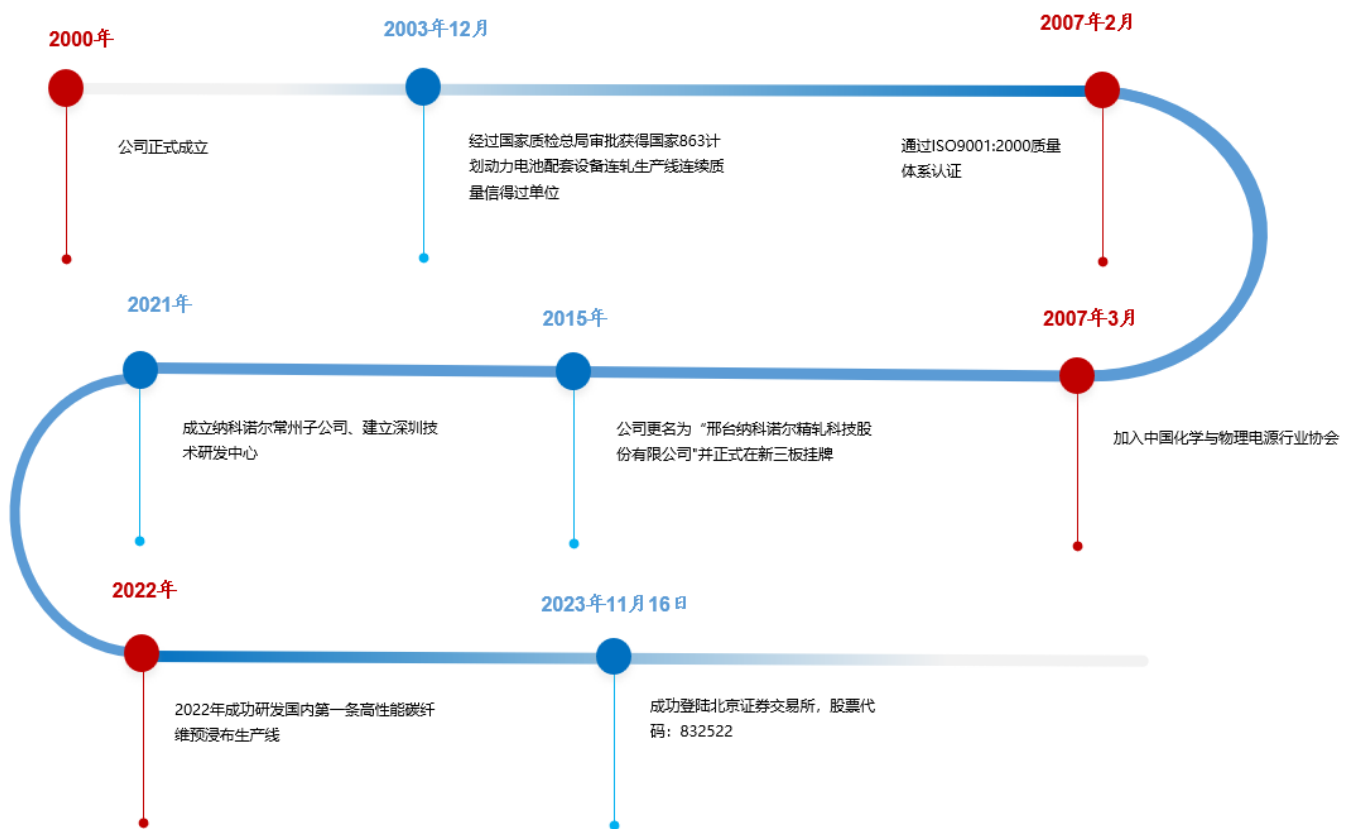 2000年
公司正式成立
2003年12月
经过国家质检总局审批获得国家863计
划动力电池配套设备连轧生产线连续质
量信得过单位
2007年2月
通过ISO9001:2000质量
体系认证
2007年3月
加入中国化学与物理电源行业协会
2015年
公司更名为“邢台纳科诺尔精轧科技股
份有限公司"并正式在新三板挂牌
2021年
成立纳科诺尔常州子公司、建立深圳技
术研发中心
2022年
2022年成功研发国内第一条高性能碳纤
维预浸布生产线
2023年11月16日
成功登陆北京证券交易所，股票代
码：832522